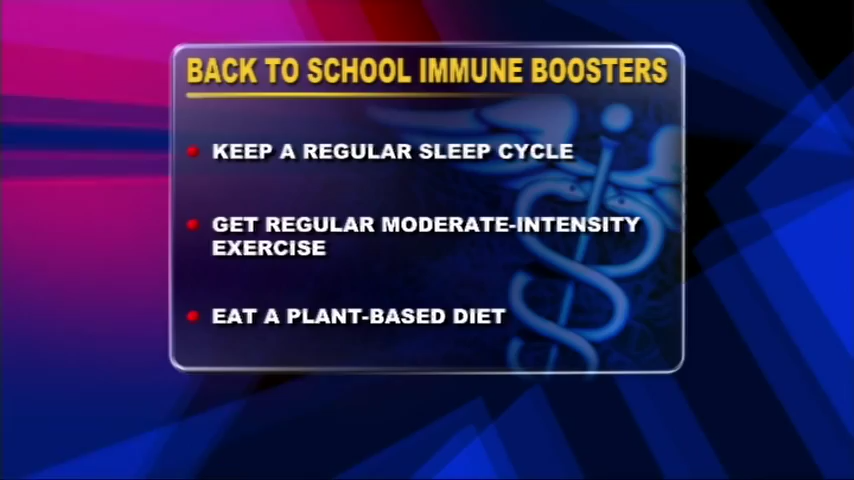 BACK TO SCHOOL IMMUNE BOOSTERS
KEEP A REGULAR SLEEP CYCLE
GET REGULAR MODERATE-INTENSITY
EXERCISE
EAT A PLANT-BASED DIET